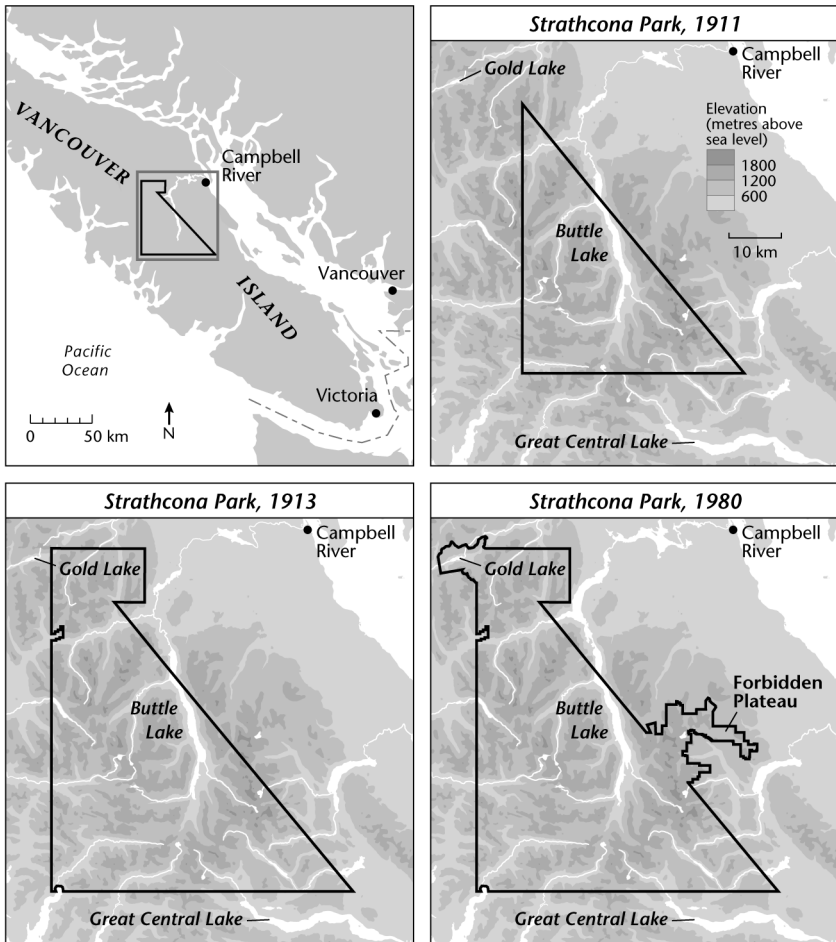 VANCOUVER
ISLAND
Campbell
River
Vancouver
Victoria
Pacific
Ocean
0 50 km
N
Strathcona Park, 1911
Gold Lake
Campbell
River
Elevation
(metres above
sea level)
1800
1200
600
10 km
Buttle
Lake
Great Central Lake
Strathcona Park, 1913
Campbell
River
Gold Lake
Buttle
Lake
Great Central Lake
Strathcona Park, 1980
Campbell
River
Gold Lake
Forbidden
Plateau
Buttle
Lake
Great Central Lake